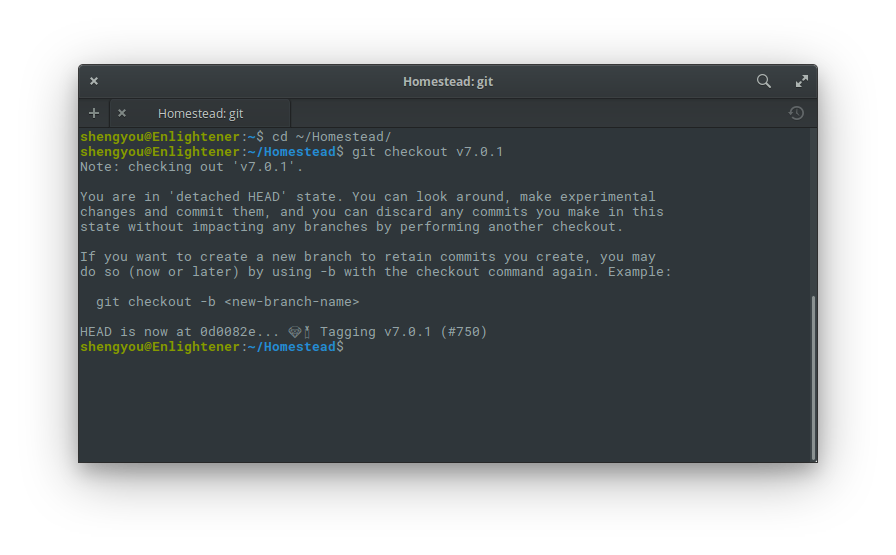 Homestead: git
Homestead: git
shengyou@Enlightener:~$ cd ~/Homestead/
shengyou@Enlightener:~/Homestead$ git checkout v7.0.1
Note: checking out 'v7.0.1'.
You are in 'detached HEAD' state. You can look around, make experimental
changes and commit them, and you can discard any commits you make in this
state without impacting any branches by performing another checkout.
If you want to create a new branch to retain commits you create, you may
do so (now or later) by using -b with the checkout command again. Example:
git checkout -b <new-branch-name>
HEAD is now at 0d0082e... Tagging v7.0.1 (#750)
shengyou@Enlightener:~/Homestead$